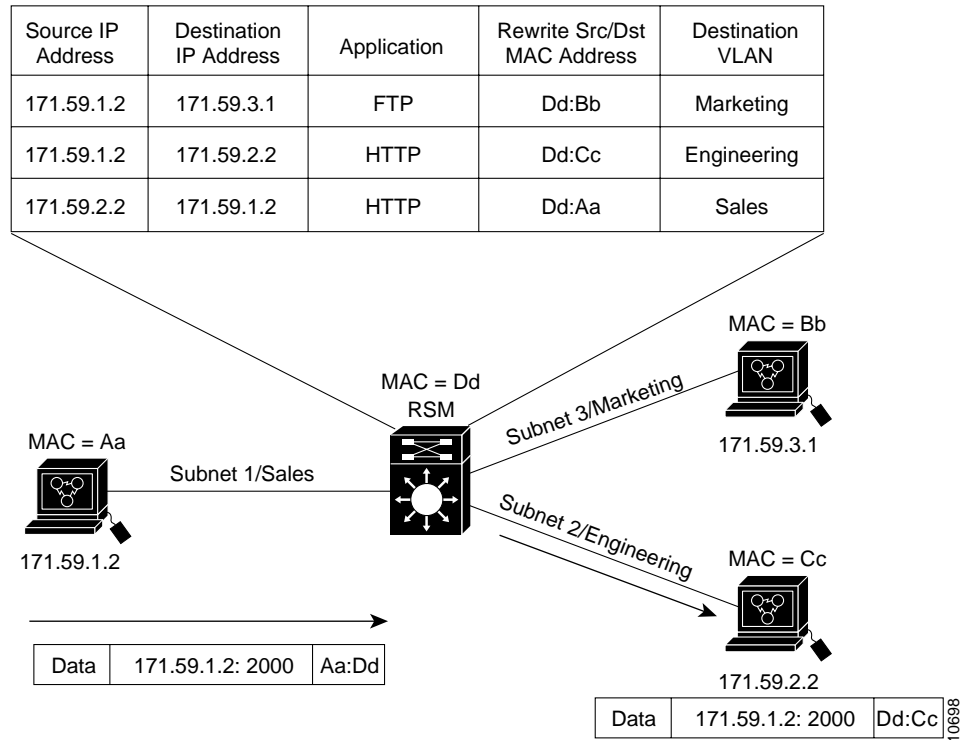 Source IP Address
Destination IP Address
Application
Rewrite Src/Dst MAC Address
Destination VLAN
171.59.1.2
171.59.3.1
FTP
Dd:Bb
Marketing
171.59.1.2
171.59.2.2
HTTP
Dd:Cc
Engineering
171.59.2.2
171.59.1.2
HTTP
Dd:Aa
Sales
MAC = Bb
MAC = Dd
RSM
Subnet 3/Marketing
171.59.3.1
MAC = Aa
Subnet 1/Sales
Subnet 2/Engineering
171.59.1.2
MAC = Cc
Data 171.59.1.2: 2000 Aa:Dd
171.59.2.2
Data 171.59.1.2: 2000 Dd:Cc
10698